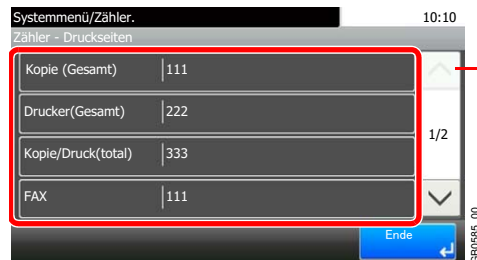 Systemmenü/Zähler. 10:10
Zähler - Druckseiten
Kopie (Gesamt) 111
Drucker(Gesamt) 222
1/2
Kopie/Druck(total) 333
FAX 111
Ende
GB0585_00